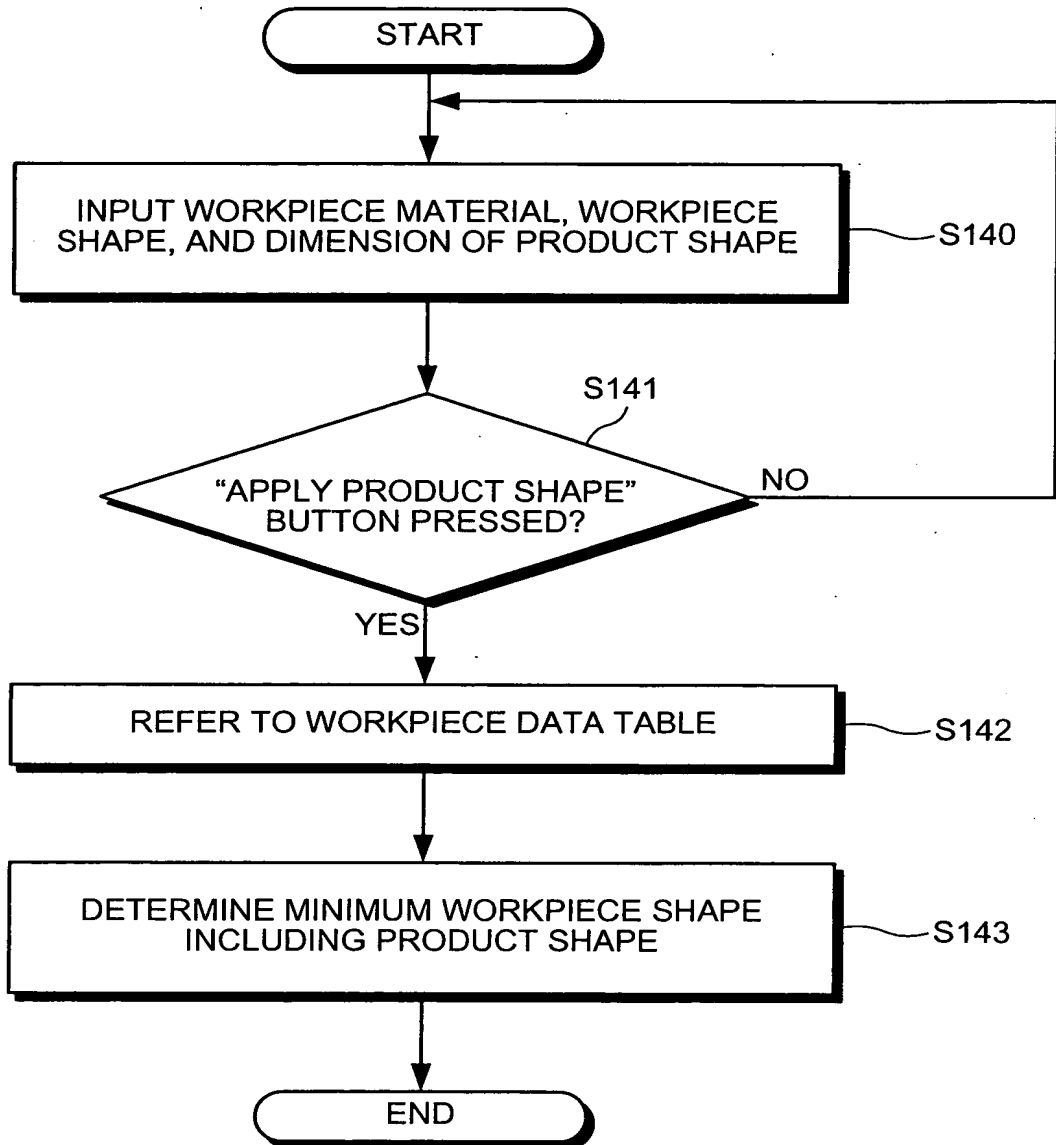 START
INPUT WORKPIECE MATERIAL, WORKPIECE
SHAPE, AND DIMENSION OF PRODUCT SHAPE
S140
S141
“APPLY PRODUCT SHAPE”
BUTTON PRESSED?
NO
YES
REFER TO WORKPIECE DATA TABLE
S142
DETERMINE MINIMUM WORKPIECE SHAPE
INCLUDING PRODUCT SHAPE
S143
END